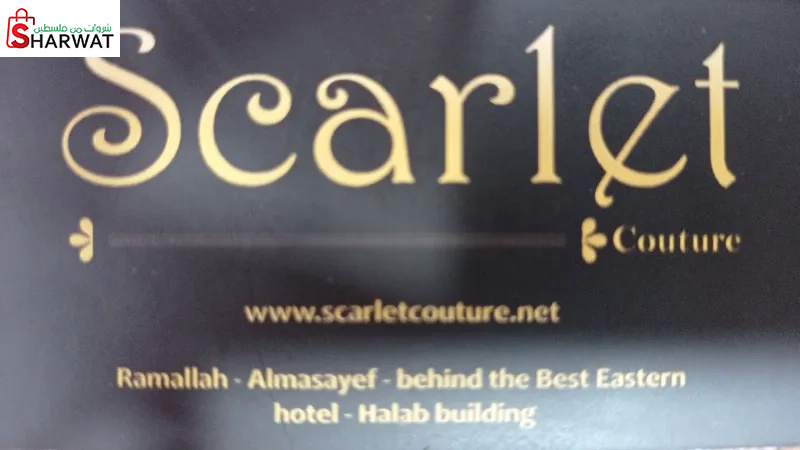 شروات من فلسطين
SHARWAT
Scarlet
Couture
www.scarletcouture.net
Ramallah - Almasayef - behind the Best Eastern
hotel - Halab building